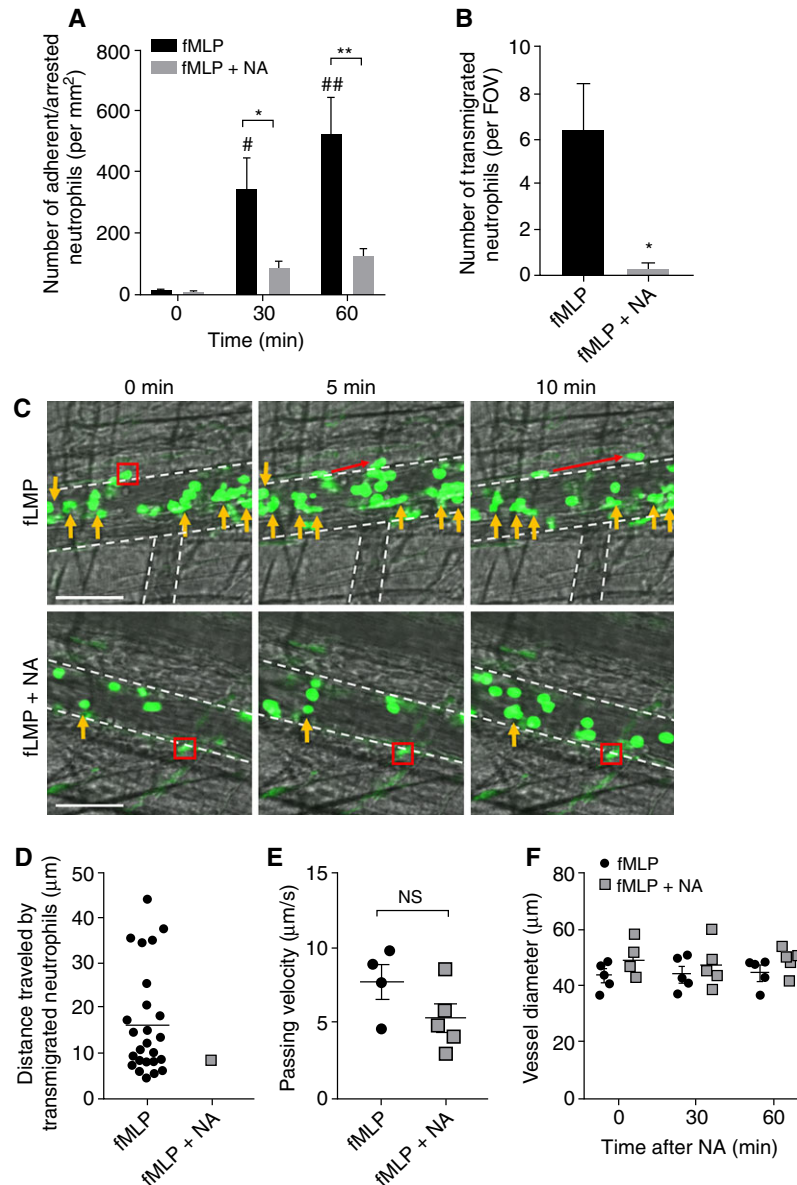 A
Number of adherent/arrested
neutrophils (per mm²)
800
600
400
200
0
fMLP
fMLP + NA
#
*
##
**
0
30
60
Time (min)
B
Number of transmigrated
neutrophils (per FOV)
10
8
6
4
2
0
*
fMLP
fMLP + NA
C
0 min
5 min
10 min
fLMP
fLMP + NA
D
Distance traveled by
transmigrated neutrophils (μm)
50
40
30
20
10
0
fMLP
fMLP + NA
E
Passing velocity (μm/s)
15
10
5
0
NS
fMLP
fMLP + NA
F
Vessel diameter (μm)
80
60
40
20
0
fMLP
fMLP + NA
0
30
60
Time after NA (min)